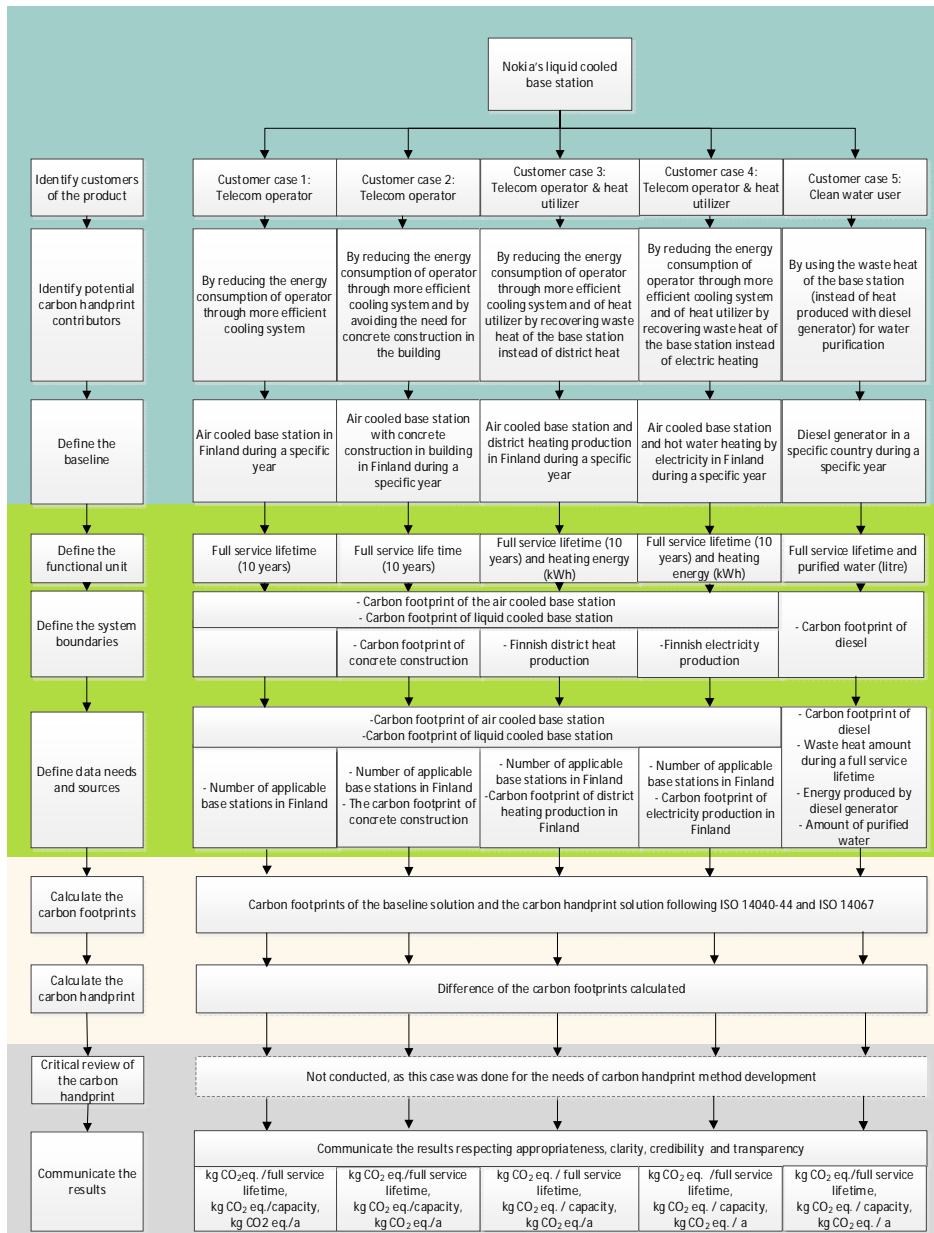 Nokia's liquid cooled
base station
Identify customers
of the product
Customer case 1:
Telecom operator
Customer case 2:
Telecom operator
Customer case 3:
Telecom operator & heat
utilizer
Customer case 4:
Telecom operator & heat
utilizer
Customer case 5:
Clean water user
Identify potential
carbon handprint
contributors
By reducing the energy
consumption of operator
through more efficient
cooling system
By reducing the energy
consumption of operator
through more efficient
cooling system and by
avoiding the need for
concrete construction in
the building
By reducing the energy
consumption of operator
through more efficient
cooling system and of heat
utilizer by recovering waste
heat of the base station
instead of district heat
By reducing the energy
consumption of
operator through more
efficient cooling system
and of heat utilizer by
recovering waste heat of
the base station instead
of electric heating
By using the waste heat
of the base station
(instead of heat
produced with diesel
generator) for water
purification
Define the
baseline
Air cooled base station in
Finland during a specific
year
Air cooled base station
with concrete
construction in building
in Finland during a
specific year
Air cooled base station and
district heating production
in Finland during a specific
year
Air cooled base station
and hot water heating by
electricity in Finland
during a specific year
Diesel generator in a
specific country during a
specific year
Define the
functional unit
Full service lifetime
(10 years)
Full service life time
(10 years)
Full service lifetime (10
years) and heating energy
(kWh)
Full service lifetime (10
years) and heating
energy (kWh)
Full service lifetime and
purified water (litre)
Define the system
boundaries
- Carbon footprint of the air cooled base station
- Carbon footprint of liquid cooled base station
- Carbon footprint of
concrete construction
- Finnish district heat
production
-Finnish electricity
production
- Carbon footprint of
diesel
Define data needs
and sources
-Carbon footprint of air cooled base station
-Carbon footprint of liquid cooled base station
- Number of applicable
base stations in Finland
- Number of applicable
base stations in Finland
- The carbon footprint of
concrete construction
- Number of applicable
base stations in Finland
-Carbon footprint of district
heating production in
Finland
- Number of applicable
base stations in Finland
- Carbon footprint of
electricity production in
Finland
- Carbon footprint of
diesel
- Waste heat amount
during a full service
lifetime
- Energy produced by
diesel generator
- Amount of purified
water
Calculate the
carbon footprints
Carbon footprints of the baseline solution and the carbon handprint solution following ISO 14040-44 and ISO 14067
Calculate the
carbon handprint
Difference of the carbon footprints calculated
Critical review of
the carbon
handprint
Not conducted, as this case was done for the needs of carbon handprint method development
Communicate the
results
Communicate the results respecting appropriateness, clarity, credibility and transparency
kg CO₂eq./full service
lifetime,
kg CO₂ eq./capacity,
kg CO2 eq./a
kg CO₂ eq./full service
lifetime,
kg CO₂ eq./capacity,
kg CO₂ eq./a
kg CO₂ eq. / full service
lifetime,
kg CO₂ eq. / capacity,
kg CO₂ eq./a
kg CO₂ eq. / full service
lifetime,
kg CO₂ eq. / capacity,
kg CO₂ eq. / a
kg CO₂ eq. / full service
lifetime,
kg CO₂ eq. / capacity,
kg CO₂ eq. / a